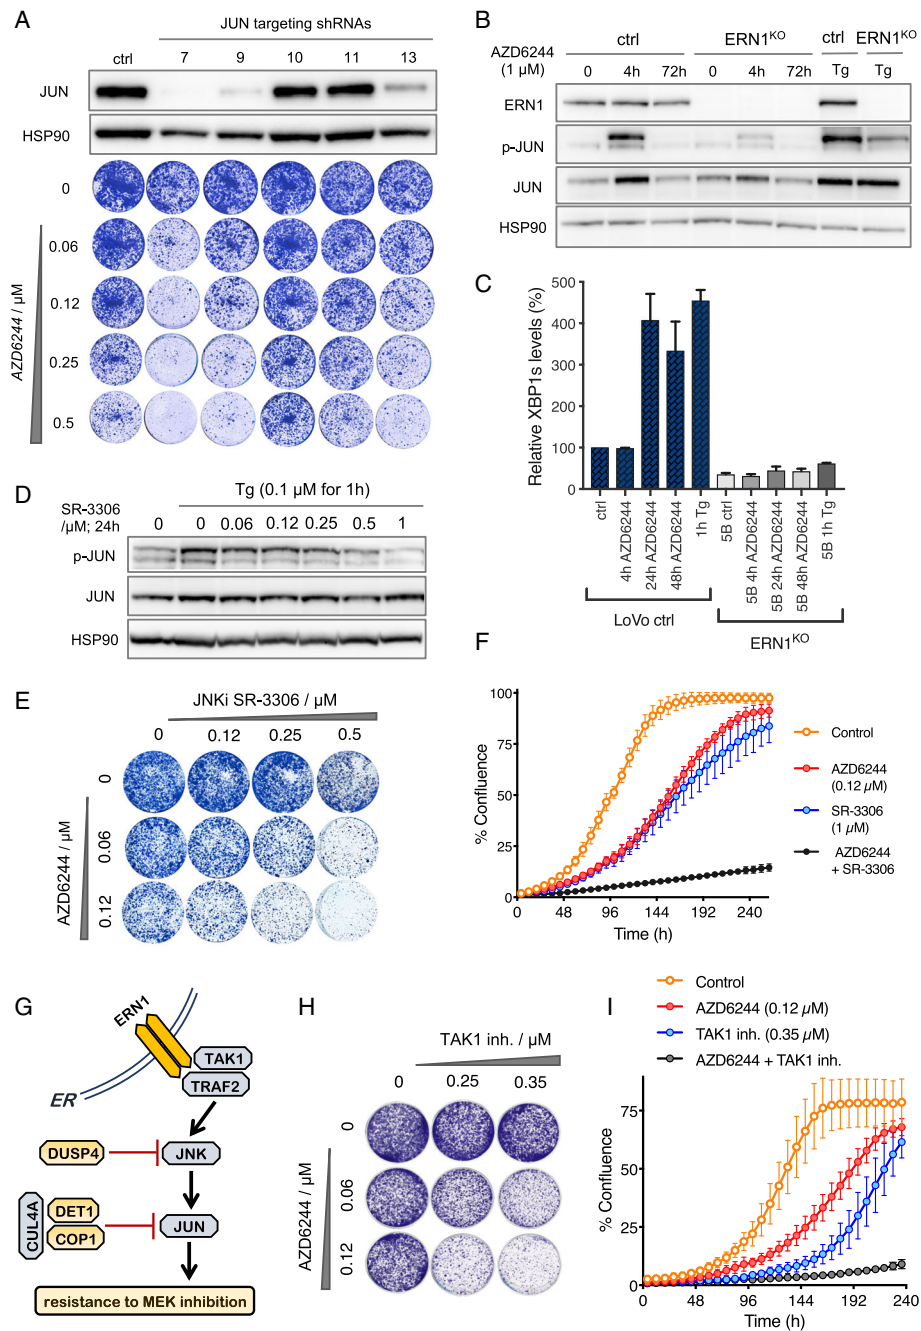 A
JUN targeting shRNAs
ctrl 7 9 10 11 13
JUN
HSP90
0
0.06
0.12
0.25
0.5
AZD6244 / µM
B
ctrl ERN1KO ctrl ERN1KO
AZD6244
(1 µM)
0 4h 72h 0 4h 72h Tg Tg
ERN1
p-JUN
JUN
HSP90
C
Relative XBP1s levels (%)
500
400
300
200
100
0
ctrl
4h AZD6244
24h AZD6244
48h AZD6244
1h Tg
5B ctrl
5B 4h AZD6244
5B 24h AZD6244
5B 48h AZD6244
5B 1h Tg
LoVo ctrl
ERN1KO
D
Tg (0.1 µM for 1h)
SR-3306
/µM; 24h
0 0 0.06 0.12 0.25 0.5 1
p-JUN
JUN
HSP90
E
JNKi SR-3306 / µM
0 0.12 0.25 0.5
0
0.06
0.12
AZD6244 / µM
F
% Confluence
100
75
50
25
0
0 48 96 144 192 240
Time (h)
Control
AZD6244
(0.12 µM)
SR-3306
(1 µM)
AZD6244
+ SR-3306
G
ERN1
TAK1
TRAF2
ER
DUSP4
JNK
CUL4A
DET1
COP1
JUN
resistance to MEK inhibition
H
TAK1 inh. / µM
0 0.25 0.35
0
0.06
0.12
AZD6244 / µM
I
Control
AZD6244 (0.12 µM)
TAK1 inh. (0.35 µM)
AZD6244 + TAK1 inh.
% Confluence
75
50
25
0
0 48 96 144 192 240
Time (h)